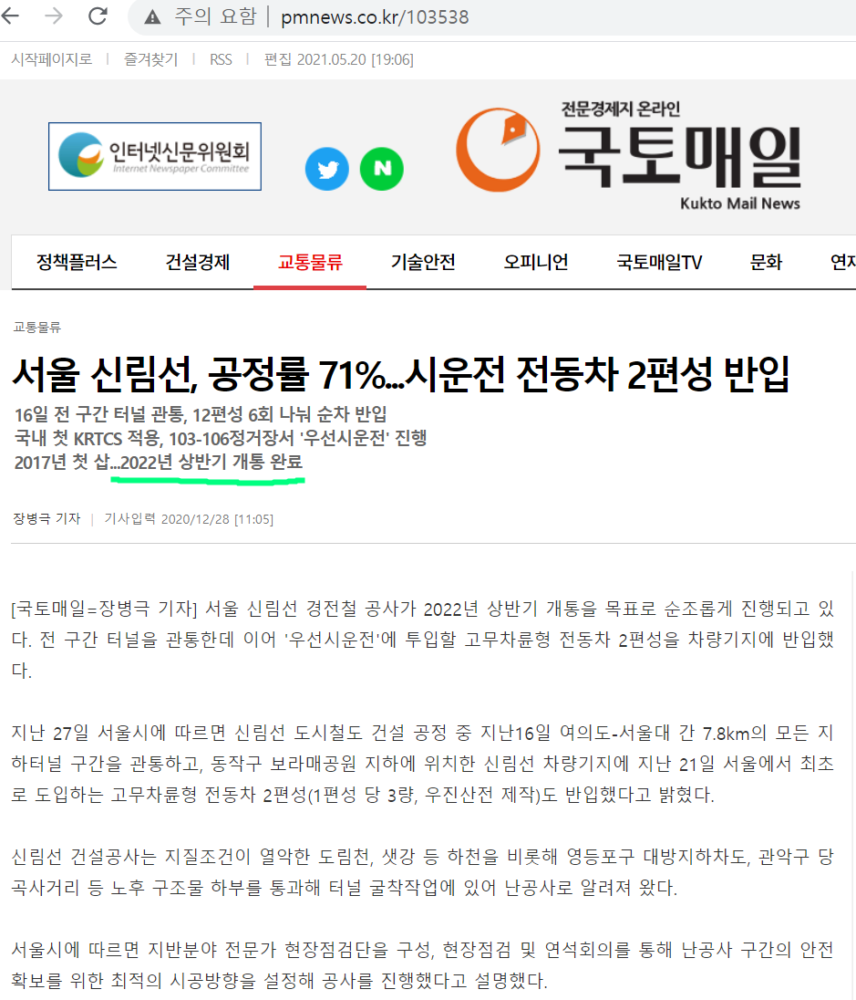 주의 요함 | pmnews.co.kr/103538
시작페이지로 | 즐겨찾기 | RSS | 편집 2021.05.20 [19:06]
인터넷신문위원회
Internet Newspaper Committee
N
전문경제지 온라인
국토매일
Kukto Mail News
정책플러스 건설경제 교통물류 기술안전 오피니언 국토매일TV 문화
교통물류
서울 신림선, 공정률 71%...시운전 전동차 2편성 반입
16일 전 구간 터널 관통, 12편성 6회 나눠 순차 반입
국내 첫 KRTCS 적용, 103-106정거장서 '우선시운전' 진행
2017년 첫 삽...2022년 상반기 개통 완료
장병극 기자 | 기사입력 2020/12/28 [11:05]
[국토매일=장병극 기자] 서울 신림선 경전철 공사가 2022년 상반기 개통을 목표로 순조롭게 진행되고 있
다. 전 구간 터널을 관통한데 이어 '우선시운전'에 투입할 고무차륜형 전동차 2편성을 차량기지에 반입했
다.
지난 27일 서울시에 따르면 신림선 도시철도 건설 공정 중 지난16일 여의도-서울대 간 7.8km의 모든 지
하터널 구간을 관통하고, 동작구 보라매공원 지하에 위치한 신림선 차량기지에 지난 21일 서울에서 최초
로 도입하는 고무차륜형 전동차 2편성(1편성 당 3량, 우진산전 제작)도 반입했다고 밝혔다.
신림선 건설공사는 지질조건이 열악한 도림천, 샛강 등 하천을 비롯해 영등포구 대방지하차도, 관악구 당
곡사거리 등 노후 구조물 하부를 통과해 터널 굴착작업에 있어 난공사로 알려져 왔다.
서울시에 따르면 지반분야 전문가 현장점검단을 구성, 현장점검 및 연석회의를 통해 난공사 구간의 안전
확보를 위한 최적의 시공방향을 설정해 공사를 진행했다고 설명했다.